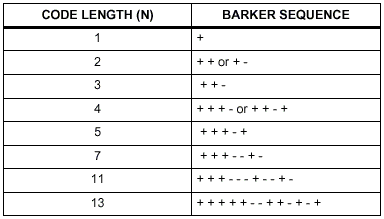 CODE LENGTH (N) BARKER SEQUENCE
1 +
2 + + or + -
3 + + -
4 + + + - or + + - +
5 + + + - +
7 + + + - - + -
11 + + + - - - + - - + -
13 + + + + + - - + + - + - +